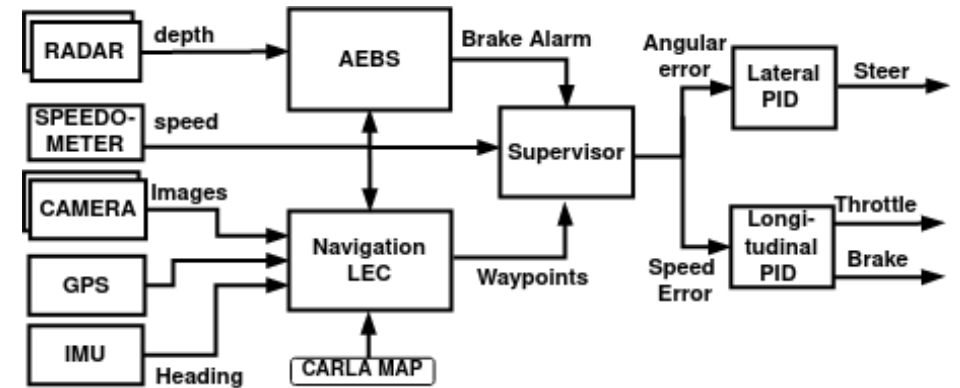 RADAR
depth
AEBS
Brake Alarm
Angular
error
Lateral
PID
Steer
SPEEDO-
METER
speed
Supervisor
CAMERA
Images
Navigation
LEC
Waypoints
Speed
Error
Longi-
tudinal
PID
Throttle
Brake
GPS
IMU
Heading
CARLA MAP